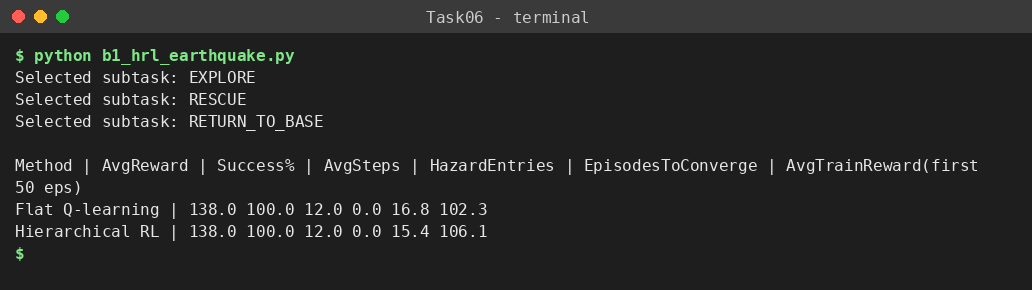 Task06 - terminal
$ python b1_hrl_earthquake.py
Selected subtask: EXPLORE
Selected subtask: RESCUE
Selected subtask: RETURN_TO_BASE
Method | AvgReward | Success% | AvgSteps | HazardEntries | EpisodesToConverge | AvgTrainReward(first
50 eps)
Flat Q-learning | 138.0 100.0 12.0 0.0 16.8 102.3
Hierarchical RL | 138.0 100.0 12.0 0.0 15.4 106.1
$